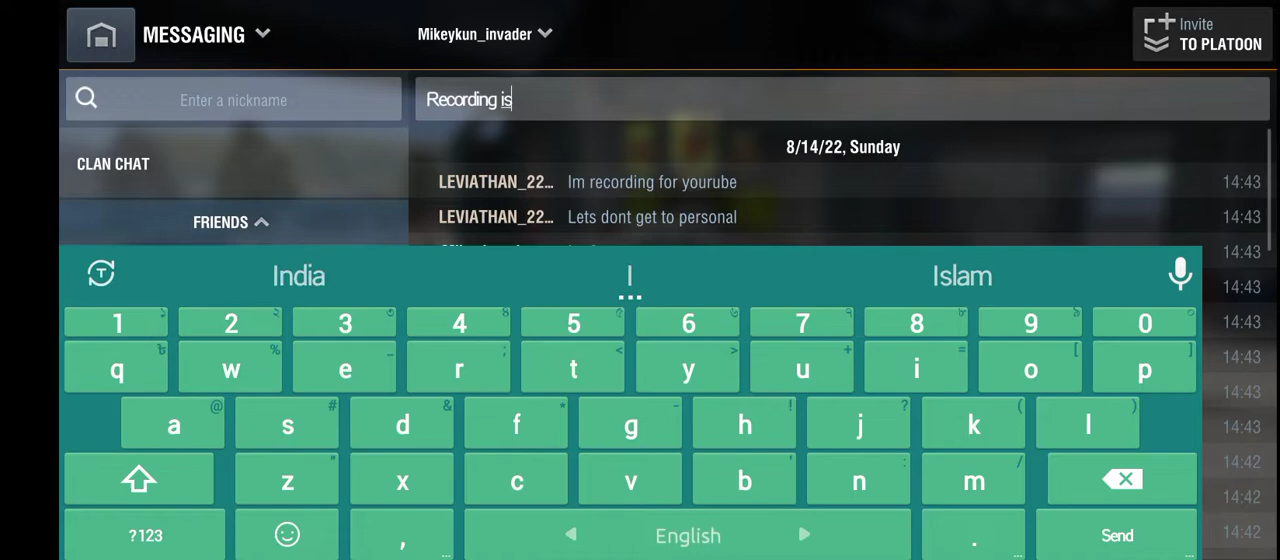 MESSAGING
Mikeykun_invader
Invite
TO PLATOON
Enter a nickname
Recording is
8/14/22, Sunday
CLAN CHAT
LEVIATHAN_22... Im recording for yourube 14:43
FRIENDS
LEVIATHAN_22... Lets dont get to personal 14:43
14:43
India I Islam
14:43
1 2 3 4 5 6 7 8 9 0
14:43
q w e r t y u i o p
14:43
14:43
a s d f g h j k l
14:43
14:42
z x c v b n m
14:42
?123 , English . Send
14:42